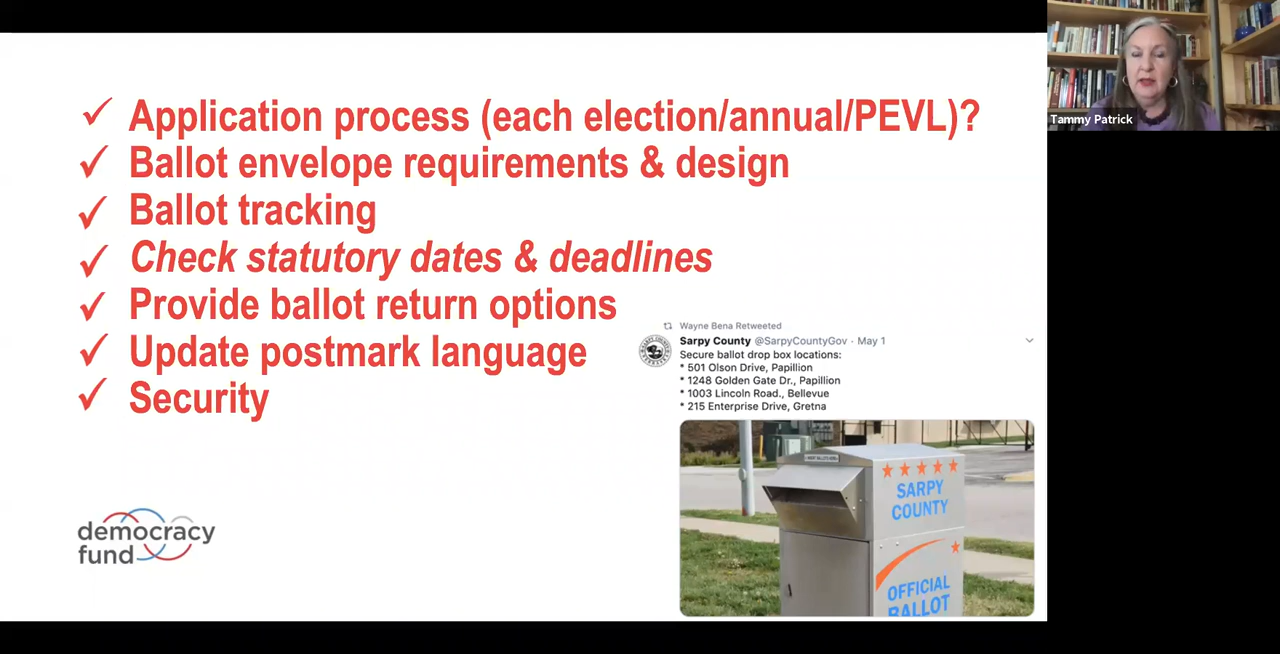 Application process (each election/annual/PEVL)?
Ballot envelope requirements & design
Ballot tracking
Check statutory dates & deadlines
Provide ballot return options
Update postmark language
Security
Wayne Bena Retweeted
Sarpy County @SarpyCountyGov · May 1
Secure ballot drop box locations:
* 501 Olson Drive, Papillion
* 1248 Golden Gate Dr., Papillion
* 1003 Lincoln Road., Bellevue
* 215 Enterprise Drive, Gretna
SARPY
COUNTY
OFFICIAL
BALLOT
democracy
fund
Tammy Patrick